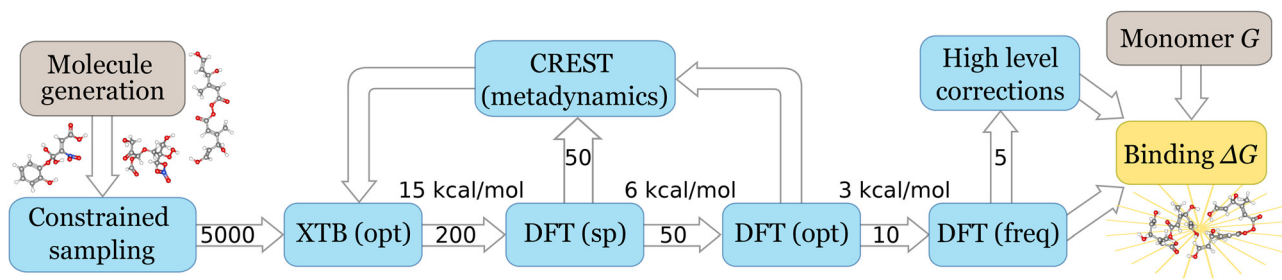 Molecule
generation
CREST
(metadynamics)
High level
corrections
Monomer G
50
5
Binding ΔG
15 kcal/mol
6 kcal/mol
3 kcal/mol
Constrained
sampling
5000
XTB (opt)
200
DFT (sp)
50
DFT (opt)
10
DFT (freq)